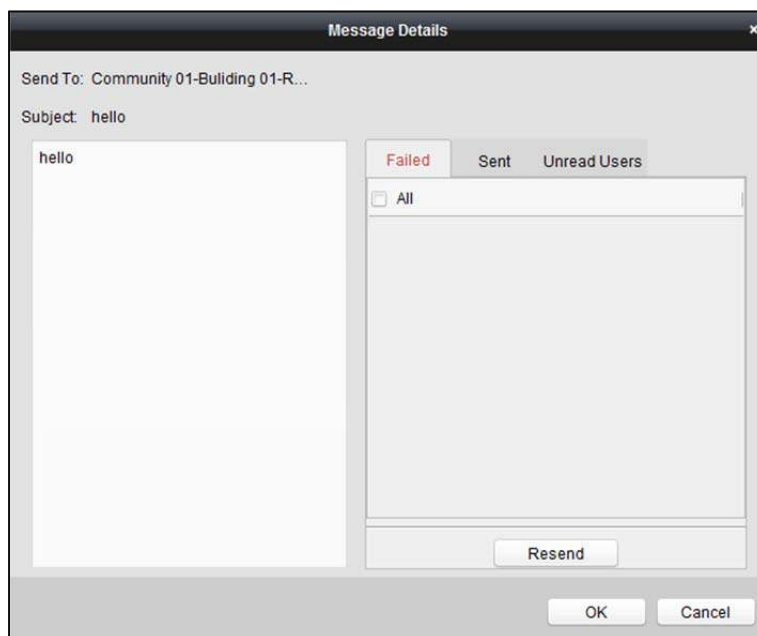 Message Details
×
Send To: Community 01-Buliding 01-R...
Subject: hello
hello
Failed Sent Unread Users
All
Resend
OK Cancel